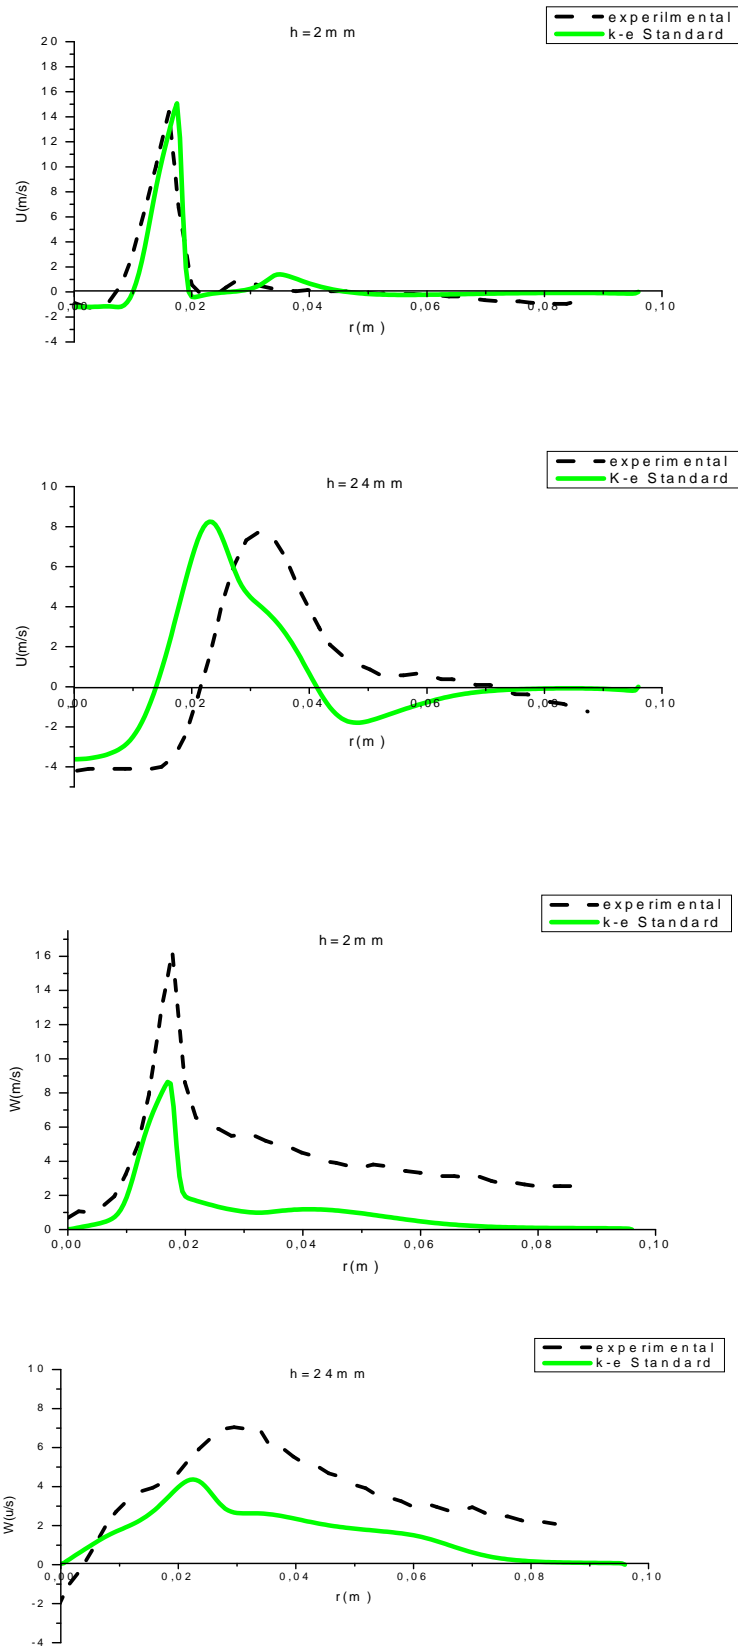 experilmental
k-e Standard
h=2mm
20
18
16
14
12
10
8
6
4
2
0
-2
-4
U(m/s)
0,00 0,02 0,04 0,06 0,08 0,10
r(m)
experimental
K-e Standard
h=24mm
10
8
6
4
2
0
-2
-4
U(m/s)
0,00 0,02 0,04 0,06 0,08 0,10
r(m)
experimental
k-e Standard
h=2mm
16
14
12
10
8
6
4
2
0
W(m/s)
0,00 0,02 0,04 0,06 0,08 0,10
r(m)
experimental
k-e Standard
h=24mm
10
8
6
4
2
0
-2
-4
W(u/s)
0,00 0,02 0,04 0,06 0,08 0,10
r(m)